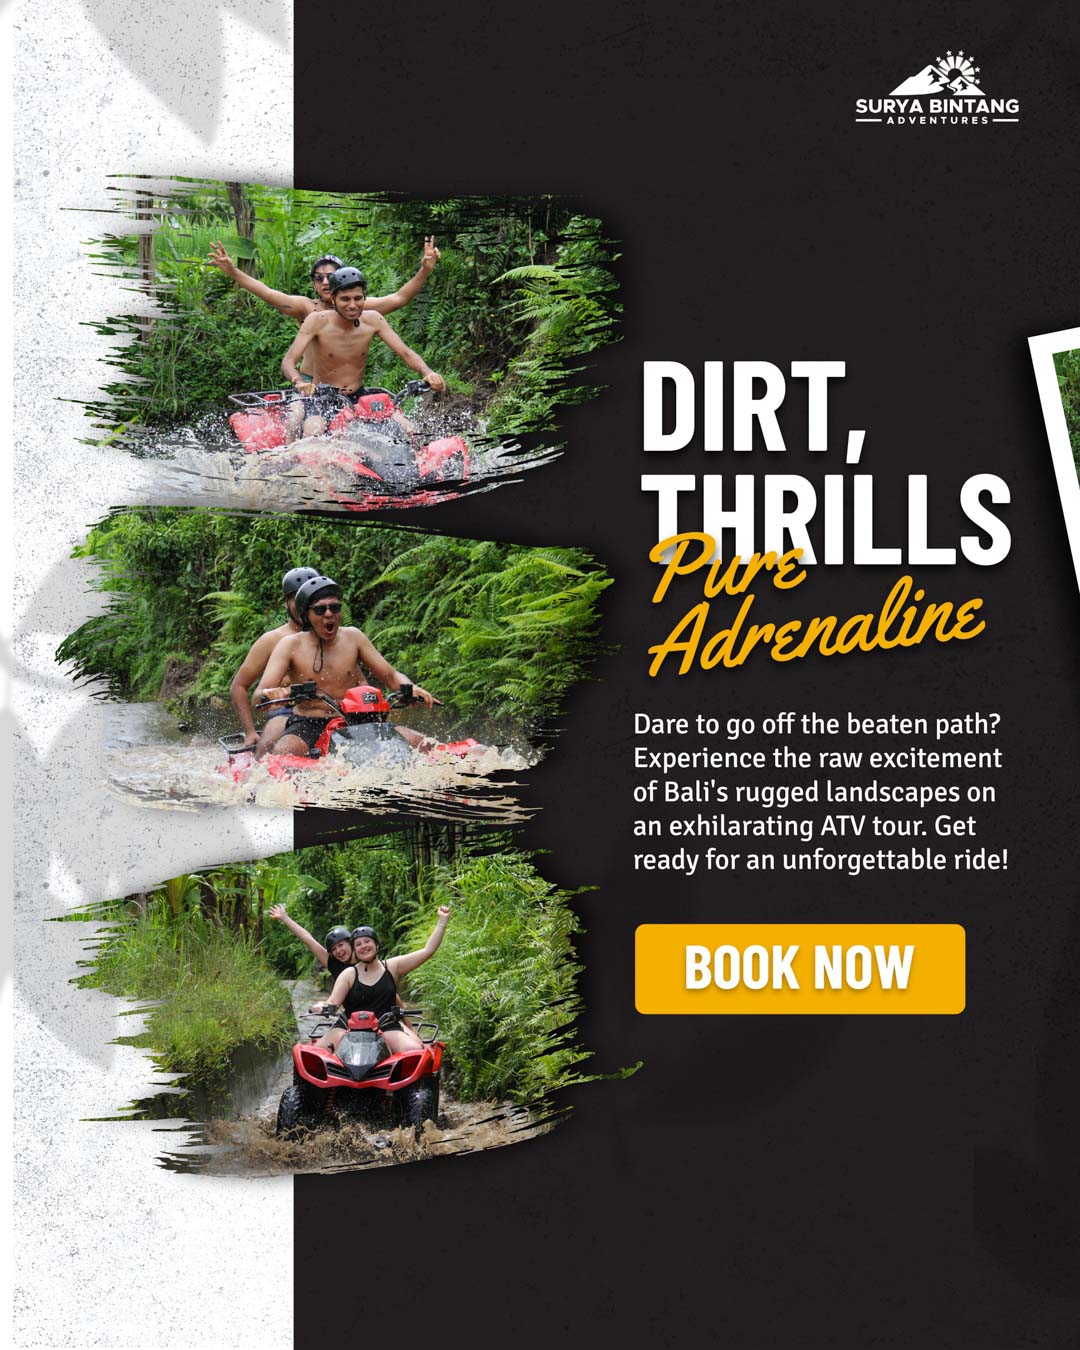 SURYA BINTANG
ADVENTURES
DIRT,
THRILLS
Pure
Adrenaline
Dare to go off the beaten path?
Experience the raw excitement
of Bali's rugged landscapes on
an exhilarating ATV tour. Get
ready for an unforgettable ride!
BOOK NOW